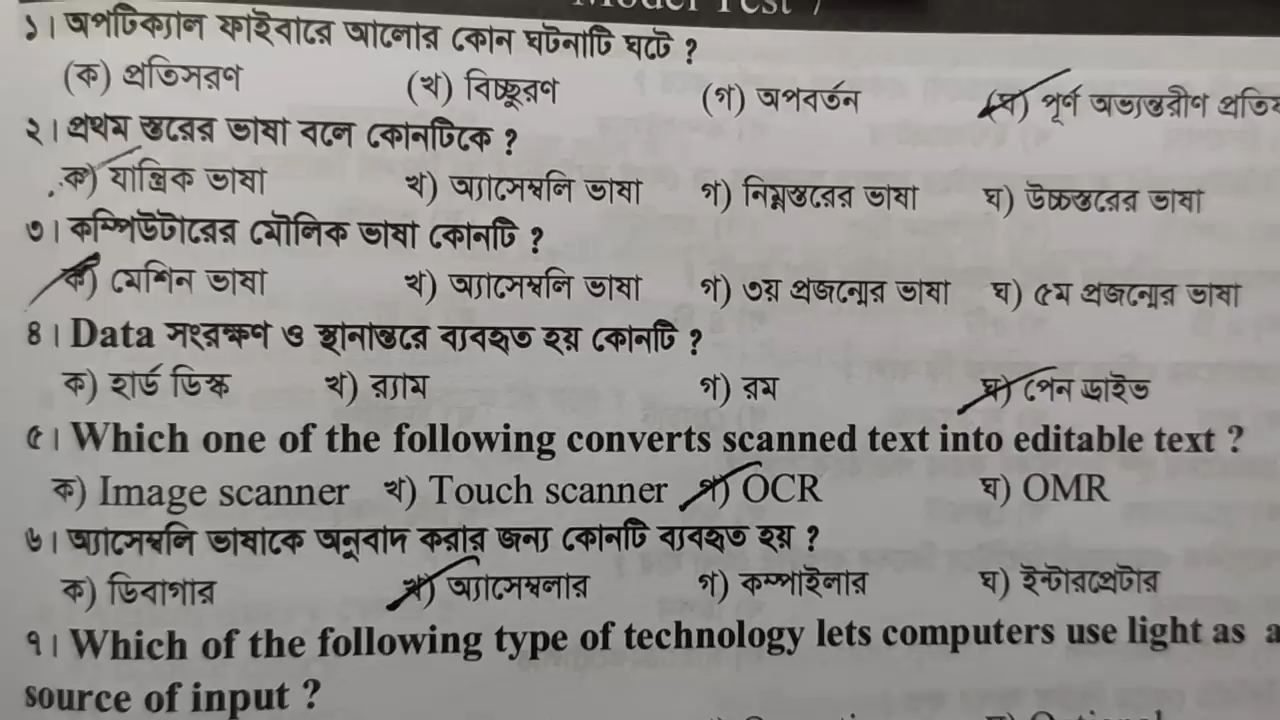 Model Test 7
১। অপটিক্যাল ফাইবারে আলোর কোন ঘটনাটি ঘটে ?
(ক) প্রতিসরণ (খ) বিচ্ছুরণ (গ) অপবর্তন (ঘ) পূর্ণ অভ্যন্তরীণ
২। প্রথম স্তরের ভাষা বলে কোনটিকে ?
ক) যান্ত্রিক ভাষা খ) অ্যাসেম্বলি ভাষা গ) নিম্নস্তরের ভাষা ঘ) উচ্চস্তরের ভাষা
৩। কম্পিউটারের মৌলিক ভাষা কোনটি ?
ক) মেশিন ভাষা খ) অ্যাসেম্বলি ভাষা গ) ৩য় প্রজন্মের ভাষা ঘ) ৫ম প্রজন্মের ভাষা
৪। Data সংরক্ষণ ও স্থানান্তরে ব্যবহৃত হয় কোনটি ?
ক) হার্ড ডিস্ক খ) র‍্যাম গ) রম ঘ) পেন ড্রাইভ
৫। Which one of the following converts scanned text into editable text ?
ক) Image scanner খ) Touch scanner গ) OCR ঘ) OMR
৬। অ্যাসেম্বলি ভাষাকে অনুবাদ করার জন্য কোনটি ব্যবহৃত হয় ?
ক) ডিবাগার খ) অ্যাসেম্বলার গ) কম্পাইলার ঘ) ইন্টারপ্রেটার
৭। Which of the following type of technology lets computers use light as a
source of input ?